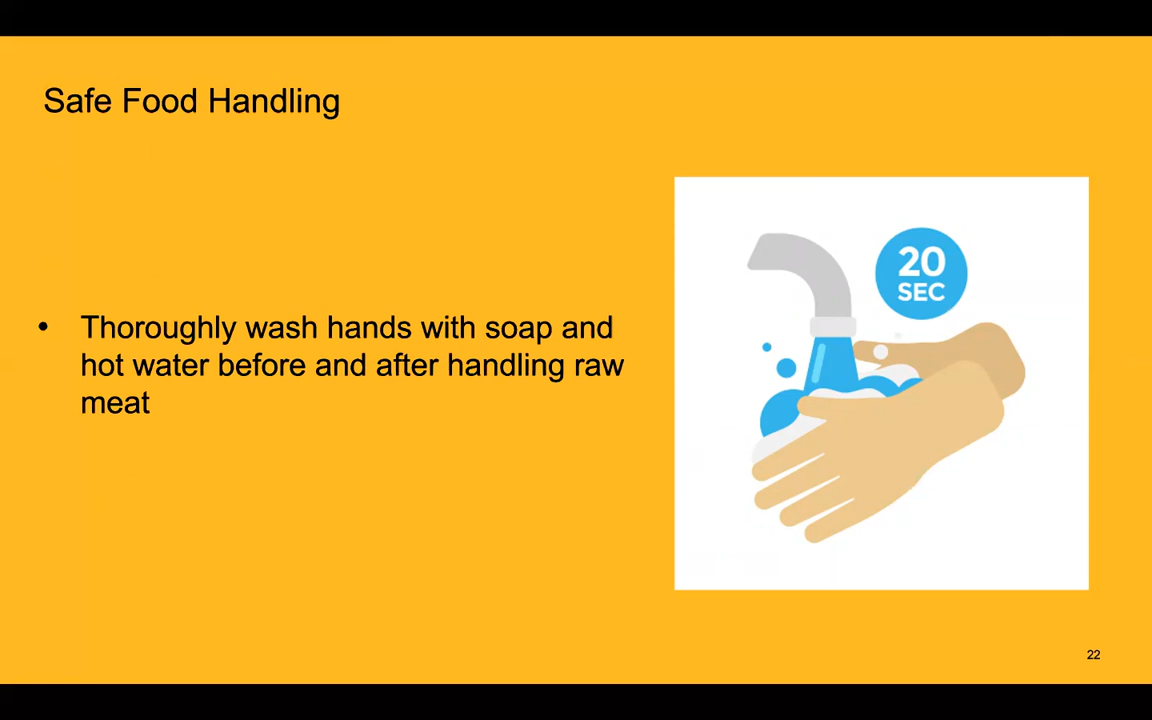 Safe Food Handling
20
SEC
• Thoroughly wash hands with soap and
hot water before and after handling raw
meat
22